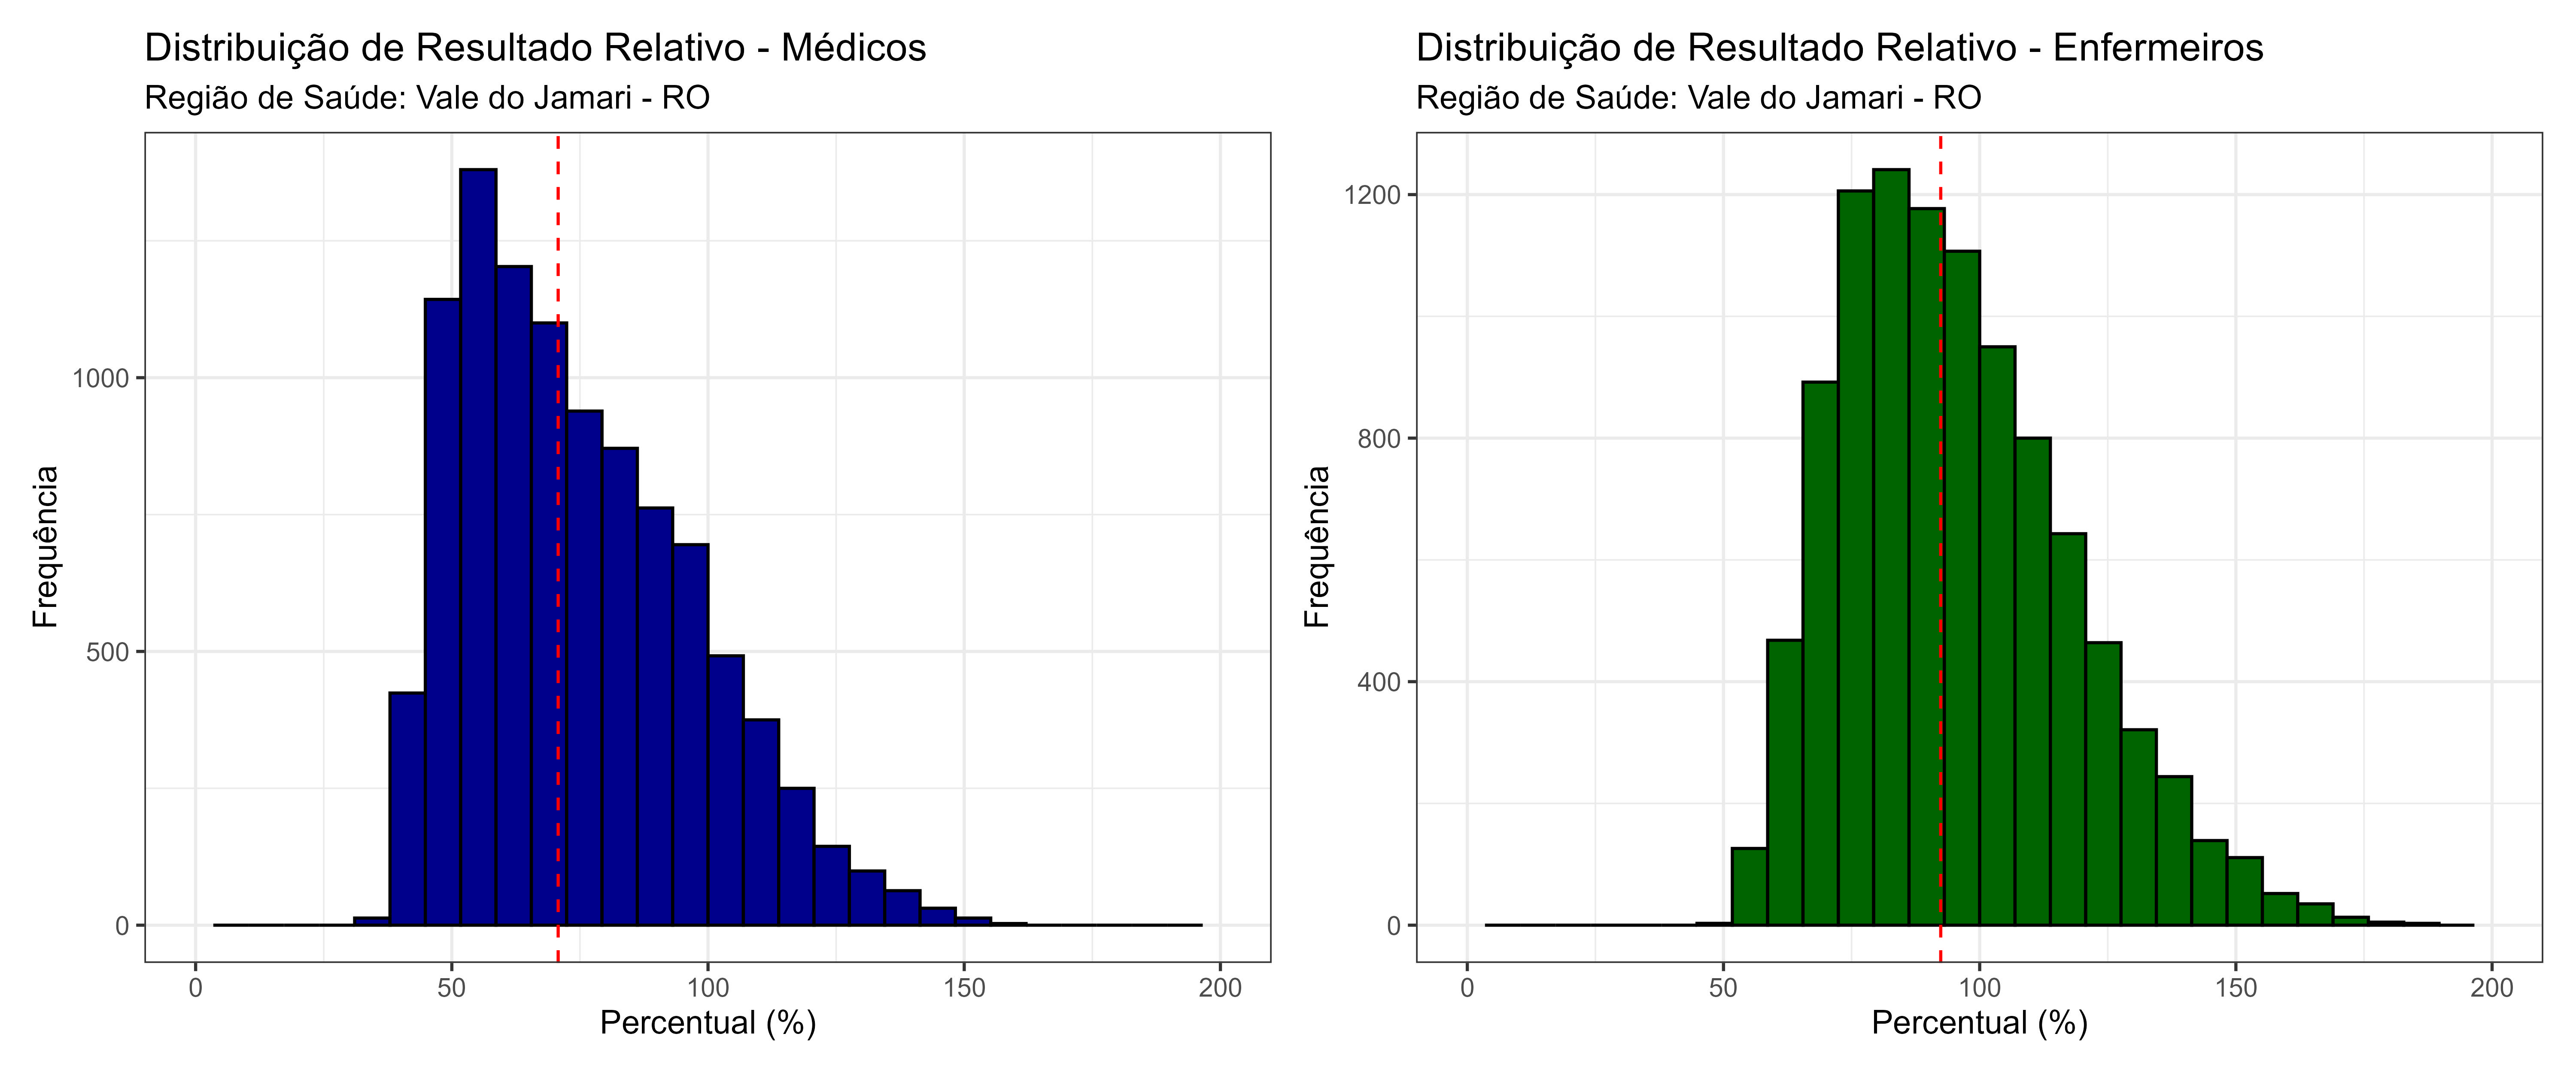 Distribuição de Resultado Relativo - Médicos
Região de Saúde: Vale do Jamari - RO
Frequência
1000
500
0
0 50 100 150 200
Percentual (%)
Distribuição de Resultado Relativo - Enfermeiros
Região de Saúde: Vale do Jamari - RO
Frequência
1200
800
400
0
0 50 100 150 200
Percentual (%)